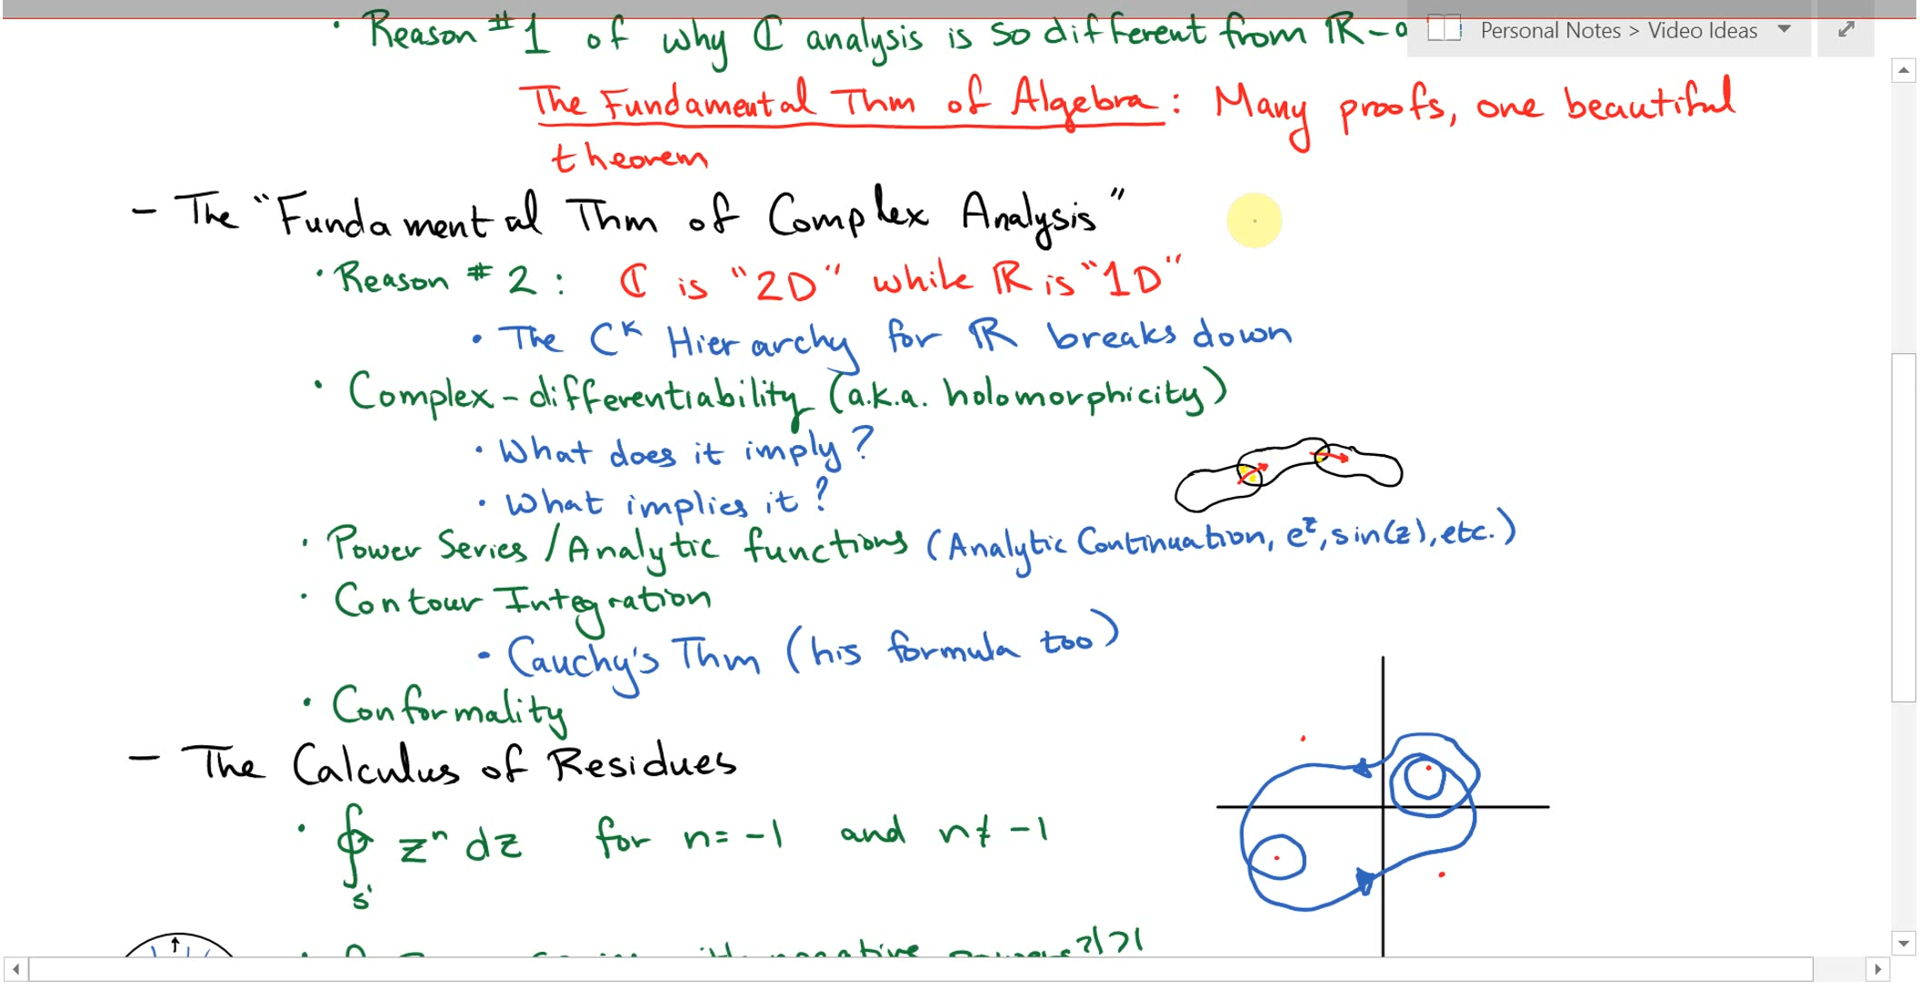 · Reason #1 of why ℂ analysis is so different from ℝ-a
Personal Notes > Video Ideas
The Fundamental Thm of Algebra: Many proofs, one beautiful
theorem
- The "Fundamental Thm of Complex Analysis"
· Reason #2: ℂ is "2D" while ℝ is "1D"
· The Cᵏ Hierarchy for ℝ breaks down
· Complex-differentiability (a.k.a. holomorphicity)
· What does it imply?
· What implies it?
· Power Series/Analytic functions (Analytic Continuation, eᶻ, sin(z), etc.)
· Contour Integration
· Cauchy's Thm (his formula too)
· Conformality
- The Calculus of Residues
· ∮ zⁿ dz for n = -1 and n ≠ -1
S¹
negative powers?!?!